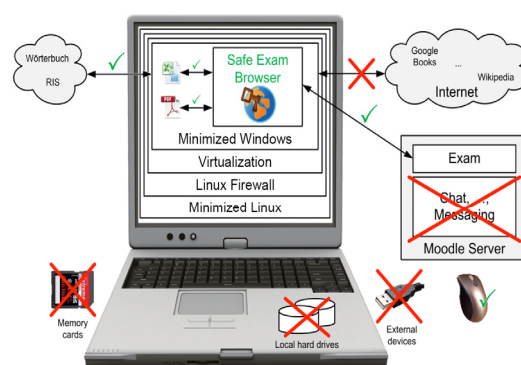 Wörterbuch
RIS
Safe Exam
Browser
PDF
Minimized Windows
Virtualization
Linux Firewall
Minimized Linux
Google
Books
...
Wikipedia
Internet
Exam
Chat, ...,
Messaging
Moodle Server
Memory
cards
Local hard drives
External
devices